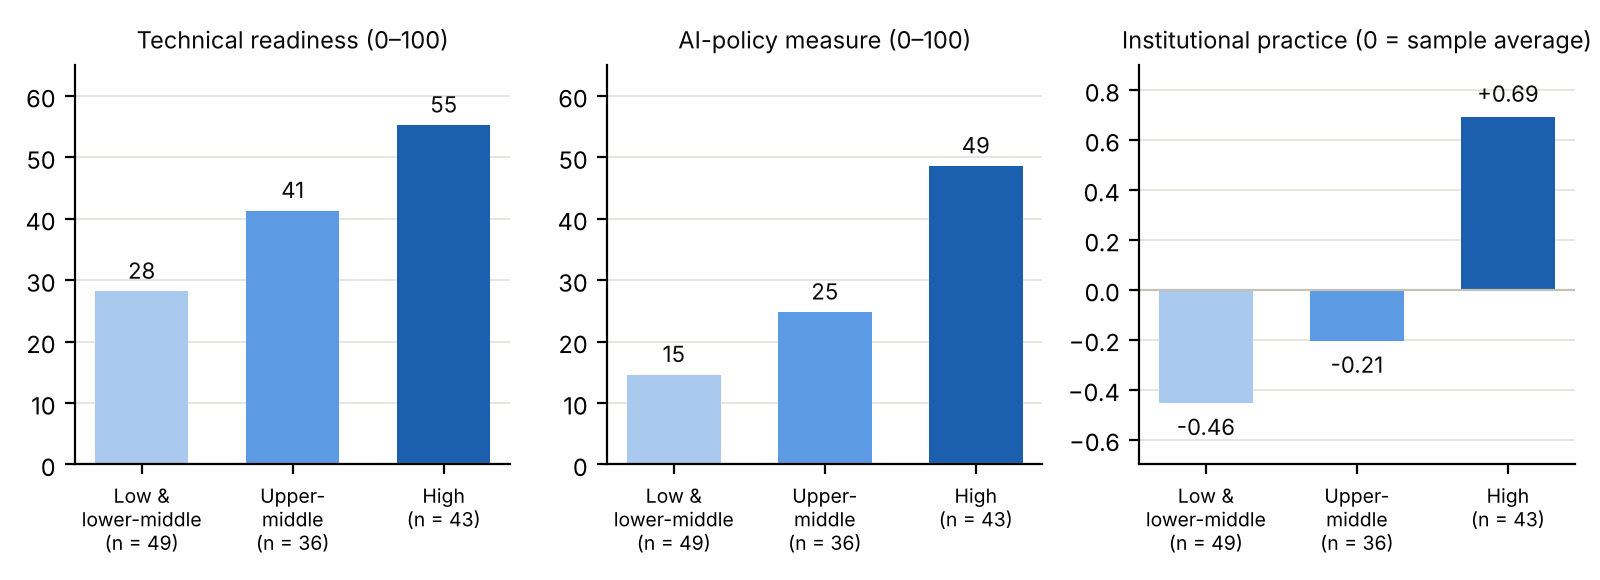 Technical readiness (0–100)
60
50
40
30
20
10
0
28
41
55
Low &
lower-middle
(n = 49)
Upper-
middle
(n = 36)
High
(n = 43)
AI-policy measure (0–100)
60
50
40
30
20
10
0
15
25
49
Low &
lower-middle
(n = 49)
Upper-
middle
(n = 36)
High
(n = 43)
Institutional practice (0 = sample average)
0.8
0.6
0.4
0.2
0.0
−0.2
−0.4
−0.6
-0.46
-0.21
+0.69
Low &
lower-middle
(n = 49)
Upper-
middle
(n = 36)
High
(n = 43)